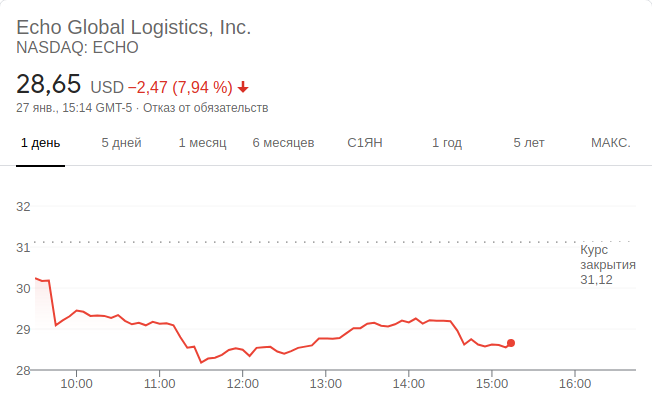 Echo Global Logistics, Inc.
NASDAQ: ECHO
28,65 USD −2,47 (7,94 %)
27 янв., 15:14 GMT-5 · Отказ от обязательств
1 день 5 дней 1 месяц 6 месяцев С1ЯН 1 год 5 лет МАКС.
32
31
Курс
закрытия
31,12
30
29
28
10:00 11:00 12:00 13:00 14:00 15:00 16:00